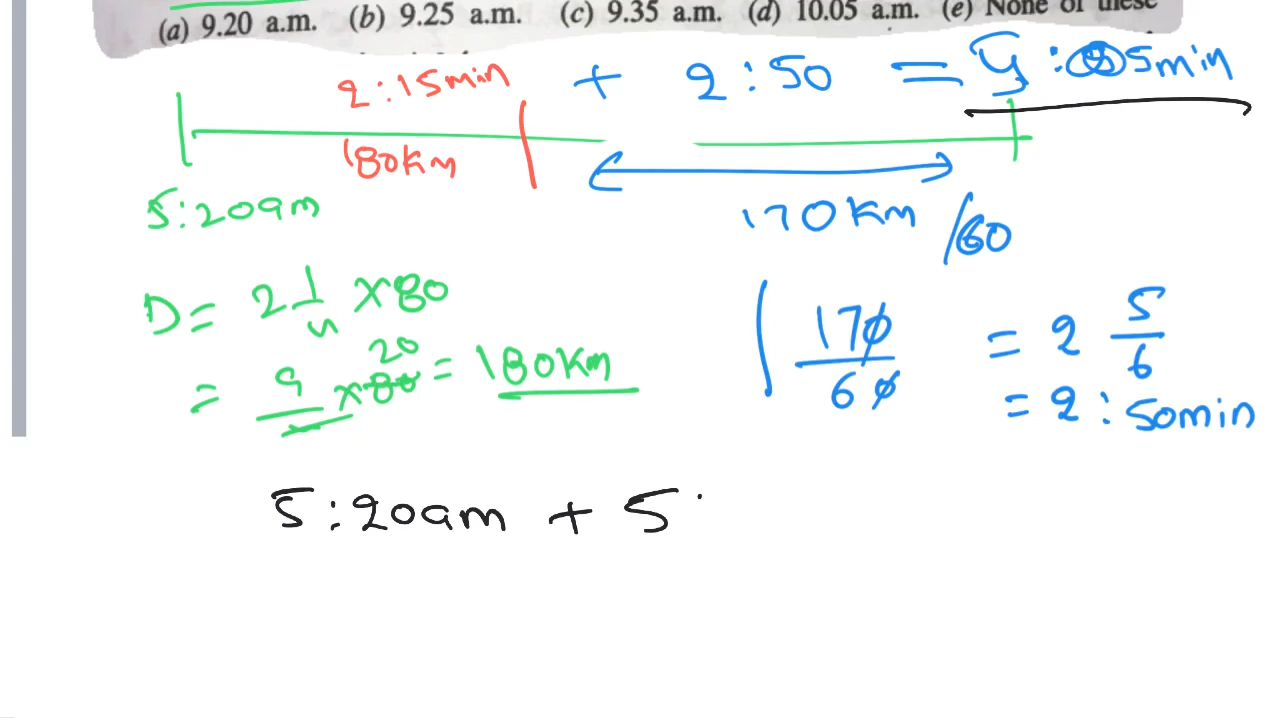 (a) 9.20 a.m. (b) 9.25 a.m. (c) 9.35 a.m. (d) 10.05 a.m. (e) None of these
2:15min + 2:50 = 5:05min
180km
5:20am
170km /60
D = 2 1/4 × 80
= 9 × 80 20 = 180km
170/60 = 2 5/6
= 2:50min
5:20am + 5